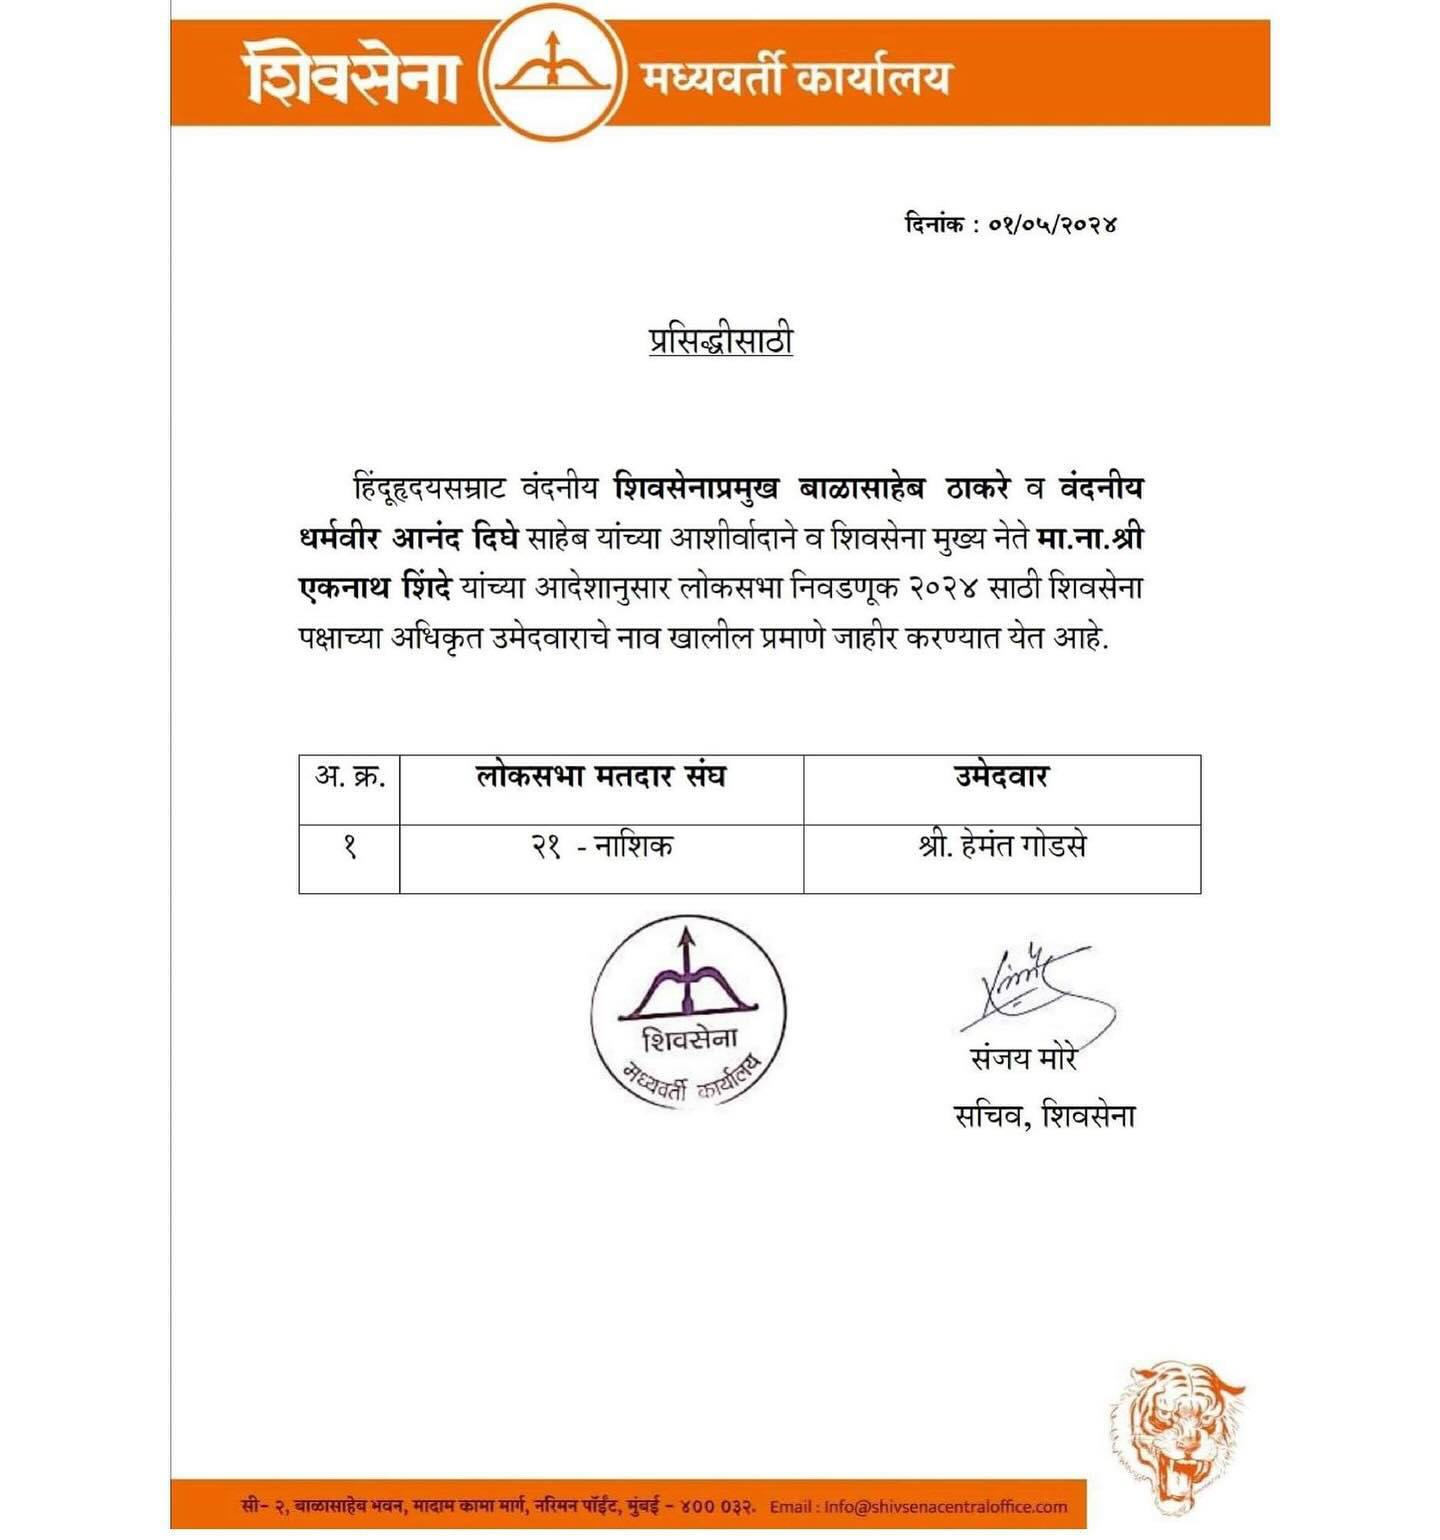 शिवसेना मध्यवर्ती कार्यालय
दिनांक : ०१/०५/२०२४
प्रसिद्धीसाठी
हिंदूहृदयसम्राट वंदनीय शिवसेनाप्रमुख बाळासाहेब ठाकरे व वंदनीय
धर्मवीर आनंद दिघे साहेब यांच्या आशीर्वादाने व शिवसेना मुख्य नेते मा.ना.श्री
एकनाथ शिंदे यांच्या आदेशानुसार लोकसभा निवडणूक २०२४ साठी शिवसेना
पक्षाच्या अधिकृत उमेदवाराचे नाव खालील प्रमाणे जाहीर करण्यात येत आहे.
अ. क्र. लोकसभा मतदार संघ उमेदवार
१ २१ - नाशिक श्री. हेमंत गोडसे
शिवसेना
मध्यवर्ती कार्यालय
संजय मोरे
सचिव, शिवसेना
सी- २, बाळासाहेब भवन, मादाम कामा मार्ग, नरिमन पॉईंट, मुंबई - ४०० ०३२. Email : Info@shivsenacentraloffice.com